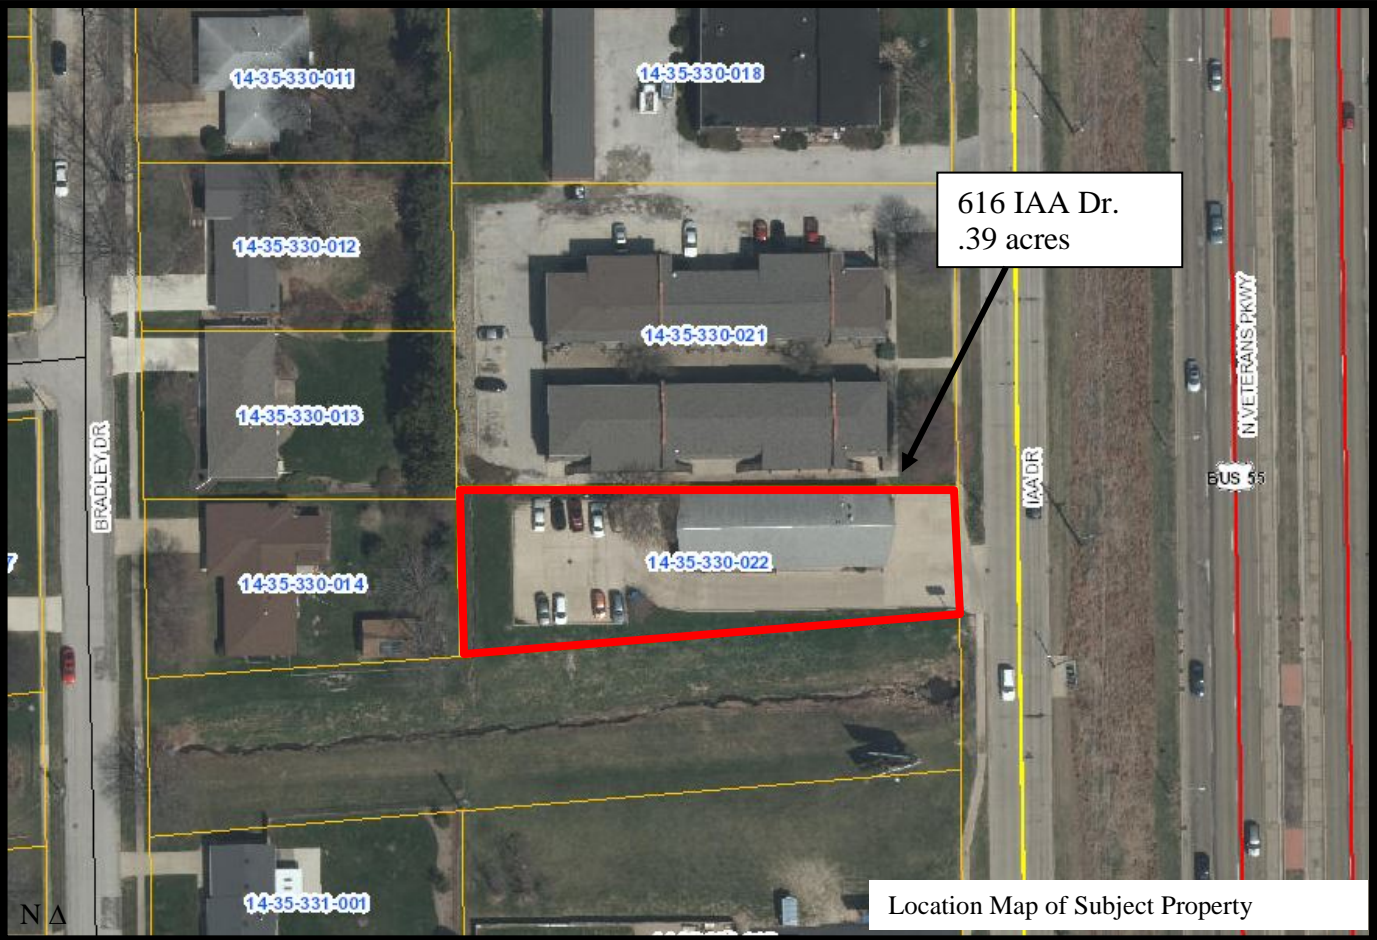 14-35-330-011
14-35-330-018
616 IAA Dr.
.39 acres
14-35-330-012
14-35-330-021
N VETERANS PKWY
14-35-330-013
BRADLEY DR
IAA DR
BUS 55
7
14-35-330-022
14-35-330-014
14-35-331-001
N Δ
Location Map of Subject Property